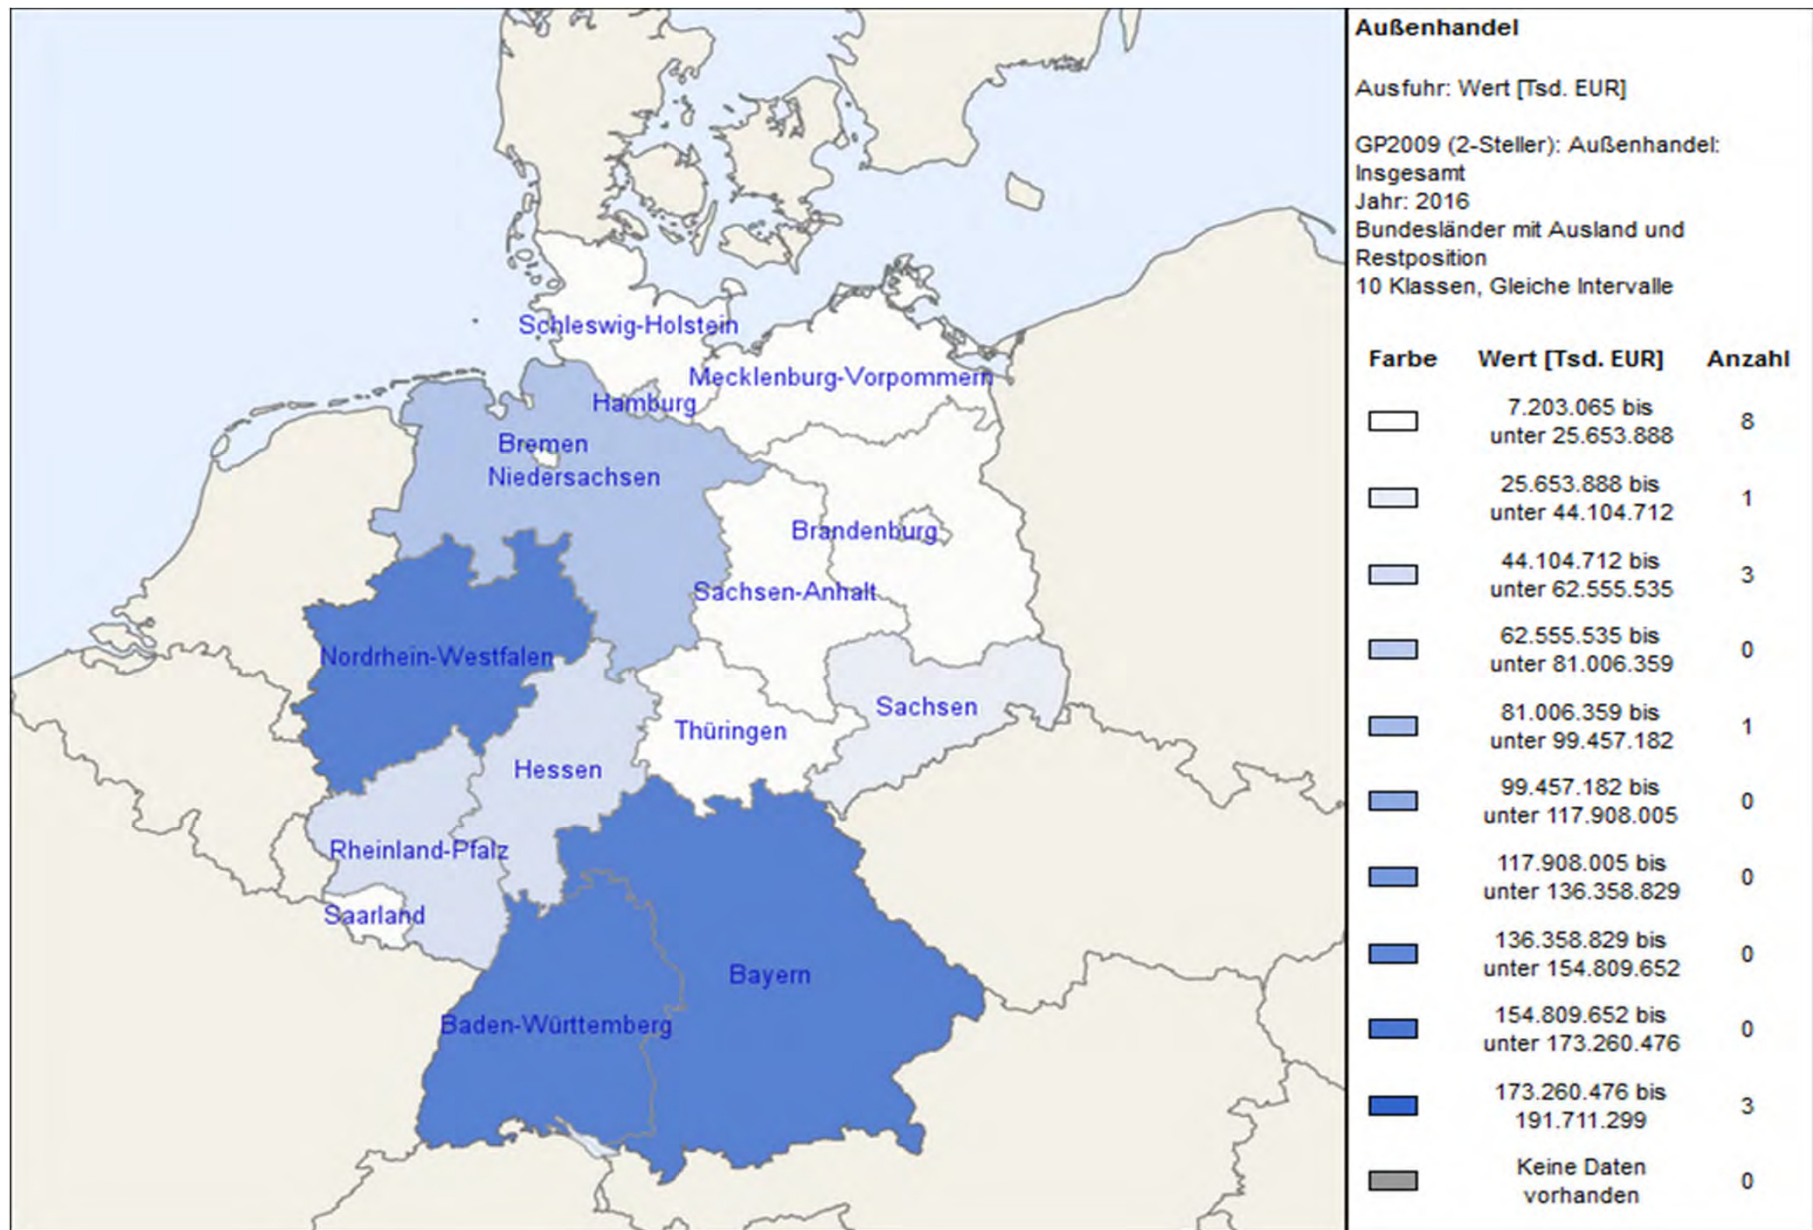 Schleswig-Holstein
Mecklenburg-Vorpommern
Hamburg
Bremen
Niedersachsen
Brandenburg
Sachsen-Anhalt
Nordrhein-Westfalen
Sachsen
Thüringen
Hessen
Rheinland-Pfalz
Saarland
Bayern
Baden-Württemberg
Außenhandel
Ausfuhr: Wert [Tsd. EUR]
GP2009 (2-Steller): Außenhandel:
Insgesamt
Jahr: 2016
Bundesländer mit Ausland und
Restposition
10 Klassen, Gleiche Intervalle
Farbe Wert [Tsd. EUR] Anzahl
7.203.065 bis
unter 25.653.888 8
25.653.888 bis
unter 44.104.712 1
44.104.712 bis
unter 62.555.535 3
62.555.535 bis
unter 81.006.359 0
81.006.359 bis
unter 99.457.182 1
99.457.182 bis
unter 117.908.005 0
117.908.005 bis
unter 136.358.829 0
136.358.829 bis
unter 154.809.652 0
154.809.652 bis
unter 173.260.476 0
173.260.476 bis
191.711.299 3
Keine Daten
vorhanden 0